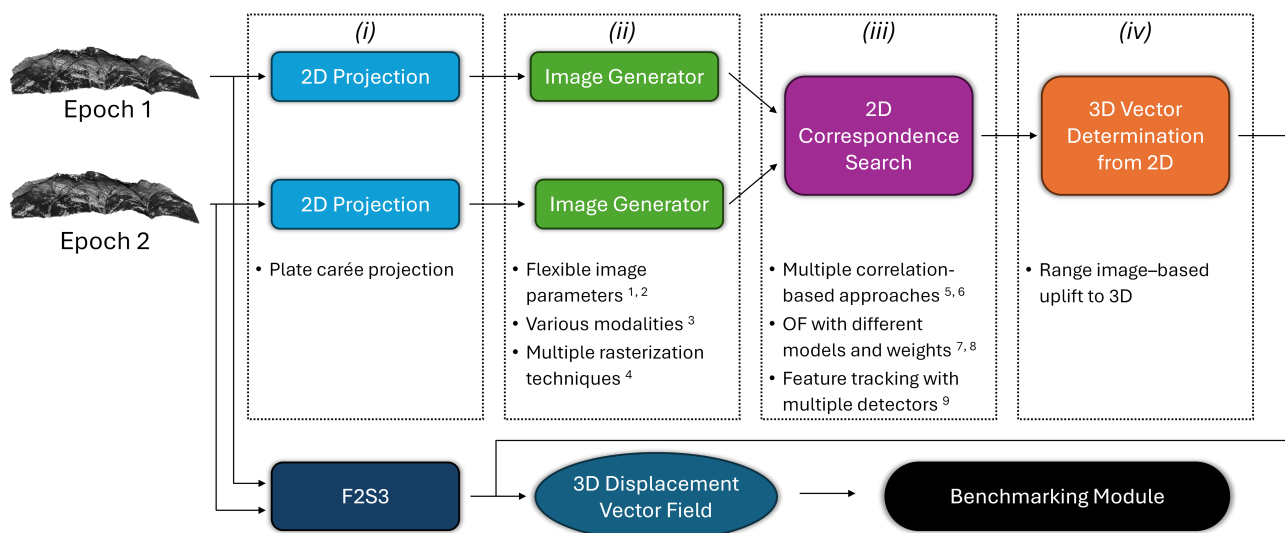 (i)
(ii)
(iii)
(iv)
Epoch 1
2D Projection
Image Generator
2D
Correspondence
Search
3D Vector
Determination
from 2D
Epoch 2
2D Projection
Image Generator
• Plate carée projection
• Flexible image
parameters 1, 2
• Various modalities 3
• Multiple rasterization
techniques 4
• Multiple correlation-
based approaches 5, 6
• OF with different
models and weights 7, 8
• Feature tracking with
multiple detectors 9
• Range image–based
uplift to 3D
F2S3
3D Displacement
Vector Field
Benchmarking Module